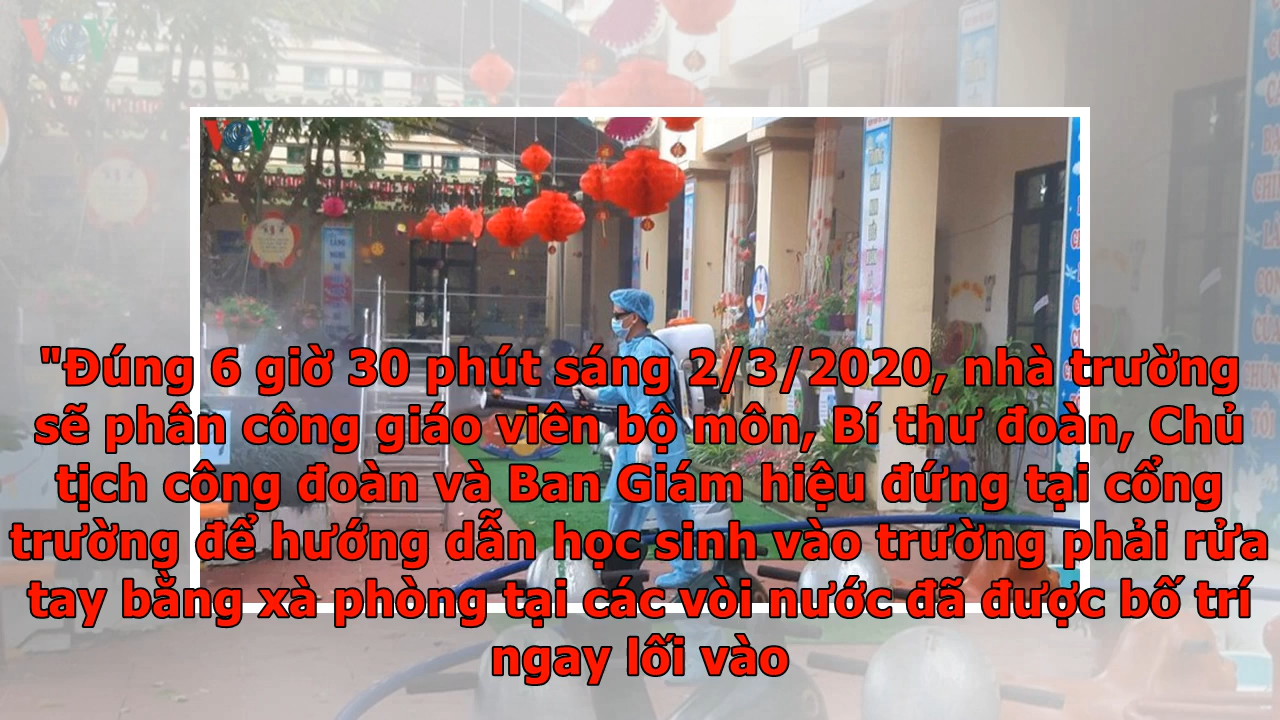 VOV
VOV
"Đúng 6 giờ 30 phút sáng 2/3/2020, nhà trường
sẽ phân công giáo viên bộ môn, Bí thư đoàn, Chủ
tịch công đoàn và Ban Giám hiệu đứng tại cổng
trường để hướng dẫn học sinh vào trường phải rửa
tay bằng xà phòng tại các vòi nước đã được bố trí
ngay lối vào